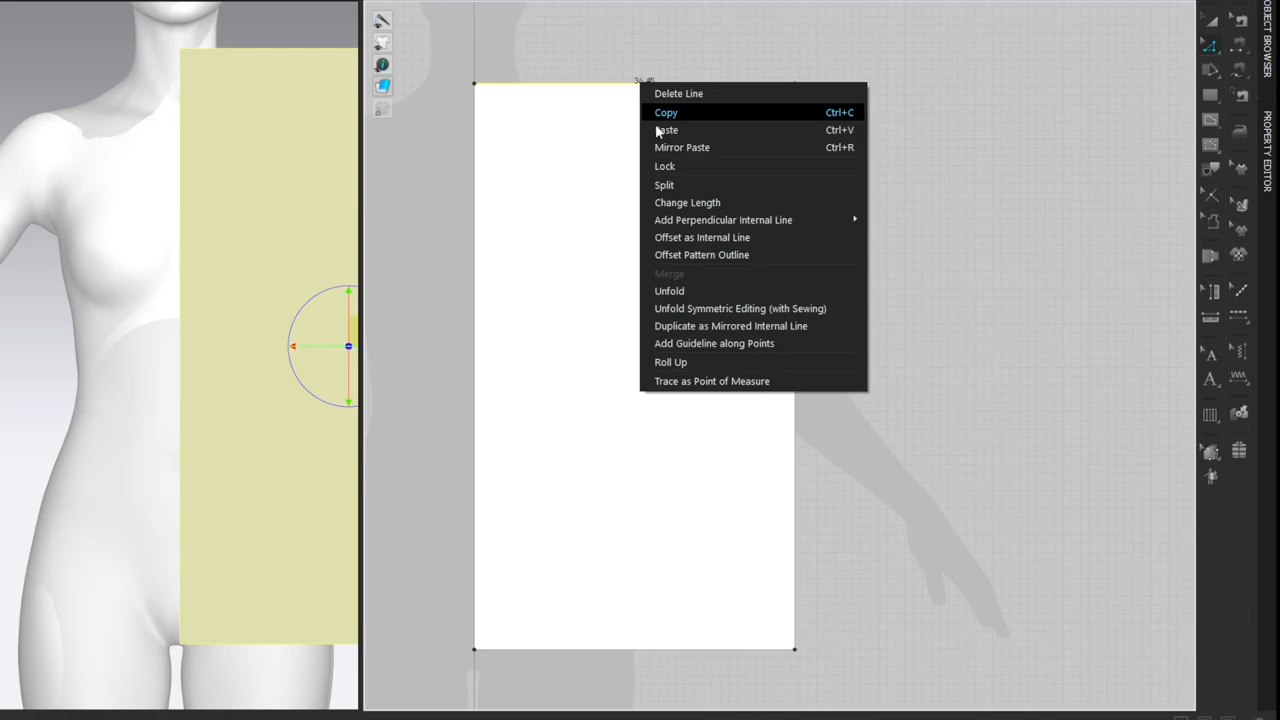 36.45
Delete Line
Copy Ctrl+C
Paste Ctrl+V
Mirror Paste Ctrl+R
Lock
Split
Change Length
Add Perpendicular Internal Line
Offset as Internal Line
Offset Pattern Outline
Merge
Unfold
Unfold Symmetric Editing (with Sewing)
Duplicate as Mirrored Internal Line
Add Guideline along Points
Roll Up
Trace as Point of Measure
OBJECT BROWSER
PROPERTY EDITOR